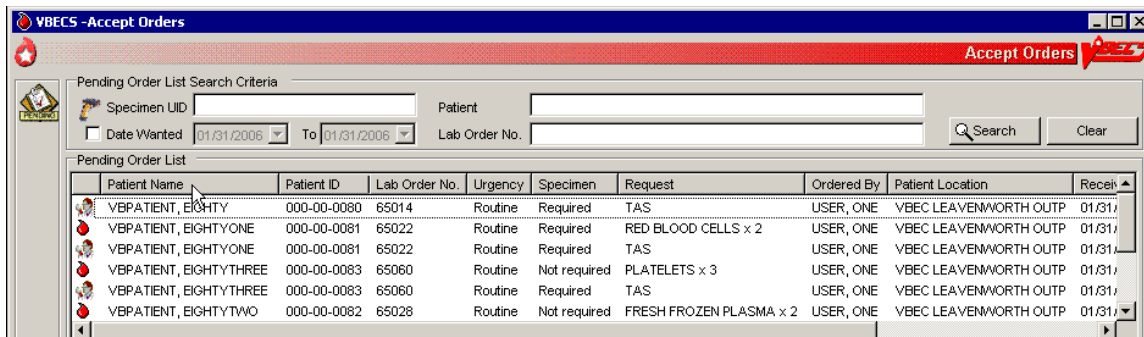 VBECS -Accept Orders
Accept Orders VBECS
Pending Order List Search Criteria
PENDING
Specimen UID Patient
Date Wanted 01/31/2006 To 01/31/2006 Lab Order No. Search Clear
Pending Order List
Patient Name Patient ID Lab Order No. Urgency Specimen Request Ordered By Patient Location Receiv
VBPATIENT, EIGHTY 000-00-0080 65014 Routine Required TAS USER, ONE VBEC LEAVENWORTH OUTP 01/31/
VBPATIENT, EIGHTYONE 000-00-0081 65022 Routine Required RED BLOOD CELLS x 2 USER, ONE VBEC LEAVENWORTH OUTP 01/31/
VBPATIENT, EIGHTYONE 000-00-0081 65022 Routine Required TAS USER, ONE VBEC LEAVENWORTH OUTP 01/31/
VBPATIENT, EIGHTYTHREE 000-00-0083 65060 Routine Not required PLATELETS x 3 USER, ONE VBEC LEAVENWORTH OUTP 01/31/
VBPATIENT, EIGHTYTHREE 000-00-0083 65060 Routine Required TAS USER, ONE VBEC LEAVENWORTH OUTP 01/31/
VBPATIENT, EIGHTYTWO 000-00-0082 65028 Routine Not required FRESH FROZEN PLASMA x 2 USER, ONE VBEC LEAVENWORTH OUTP 01/31/